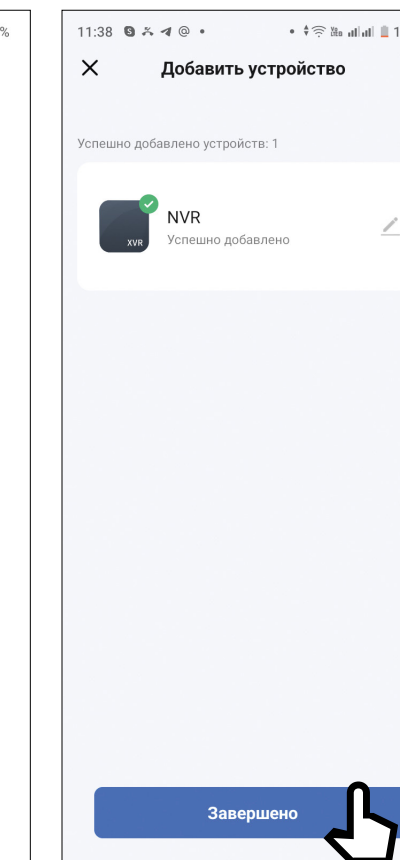 %
11:38
Добавить устройство
Успешно добавлено устройств: 1
XVR
NVR
Успешно добавлено
Завершено